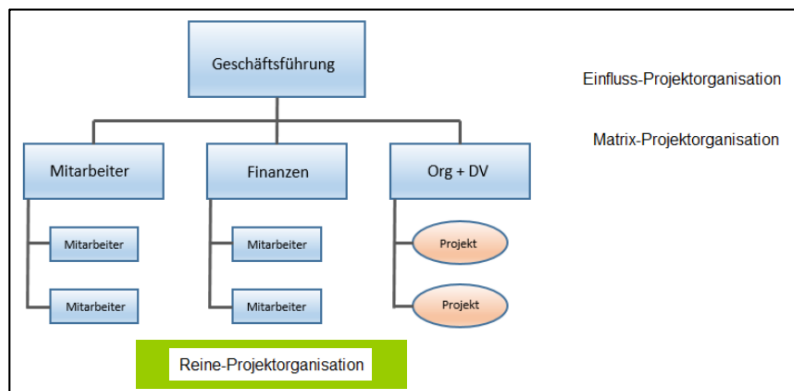 Geschäftsführung
Einfluss-Projektorganisation
Matrix-Projektorganisation
Mitarbeiter
Finanzen
Org + DV
Mitarbeiter
Mitarbeiter
Projekt
Mitarbeiter
Mitarbeiter
Projekt
Reine-Projektorganisation